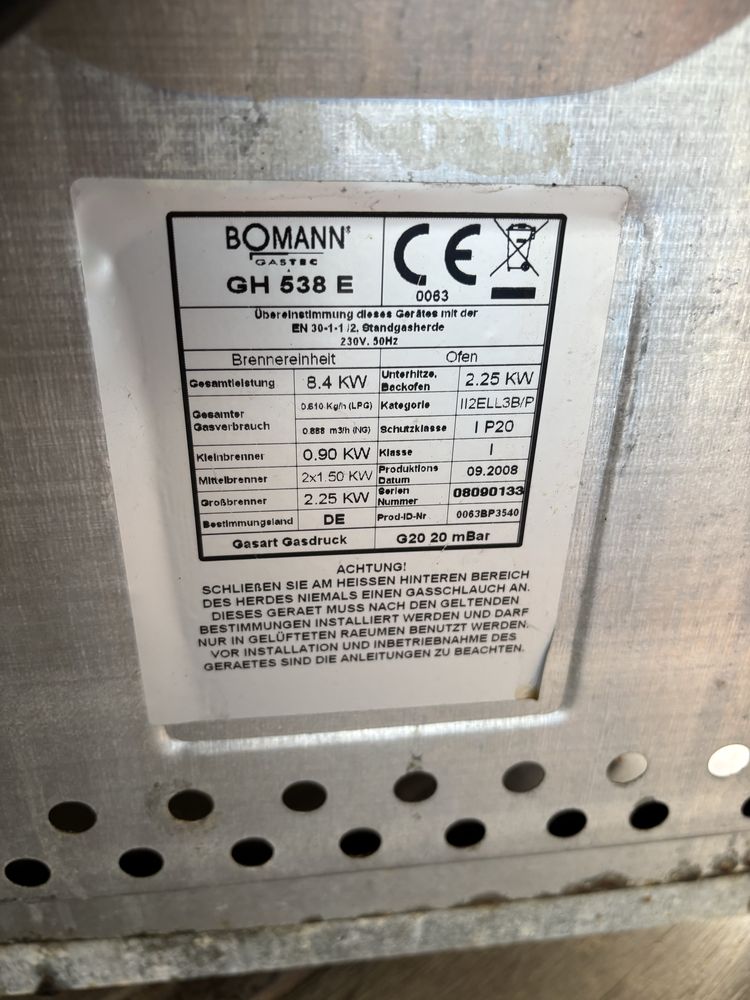 BOMANN®
GASTEC
GH 538 E
CE
0063
Übereinstimmung dieses Gerätes mit der
EN 30-1-1 /2, Standgasherde
230V. 50Hz
Brennereinheit Ofen
Gesamtleistung 8.4 KW Unterhitze, Backofen 2.25 KW
Gesamter Gasverbrauch 0.610 Kg/h (LPG) Kategorie II2ELL3B/P
0.888 m3/h (NG) Schutzklasse I P20
Kleinbrenner 0.90 KW Klasse I
Mittelbrenner 2x1.50 KW Produktions Datum 09.2008
Großbrenner 2.25 KW Serien Nummer 08090133
Bestimmungsland DE Prod-ID-Nr 0063BP3540
Gasart Gasdruck G20 20 mBar
ACHTUNG!
SCHLIEßEN SIE AM HEISSEN HINTEREN BEREICH
DES HERDES NIEMALS EINEN GASSCHLAUCH AN.
DIESES GERAET MUSS NACH DEN GELTENDEN
BESTIMMUNGEN INSTALLIERT WERDEN UND DARF
NUR IN GELÜFTETEN RAEUMEN BENUTZT WERDEN.
VOR INSTALLATION UND INBETRIEBNAHME DES
GERAETES SIND DIE ANLEITUNGEN ZU BEACHTEN.